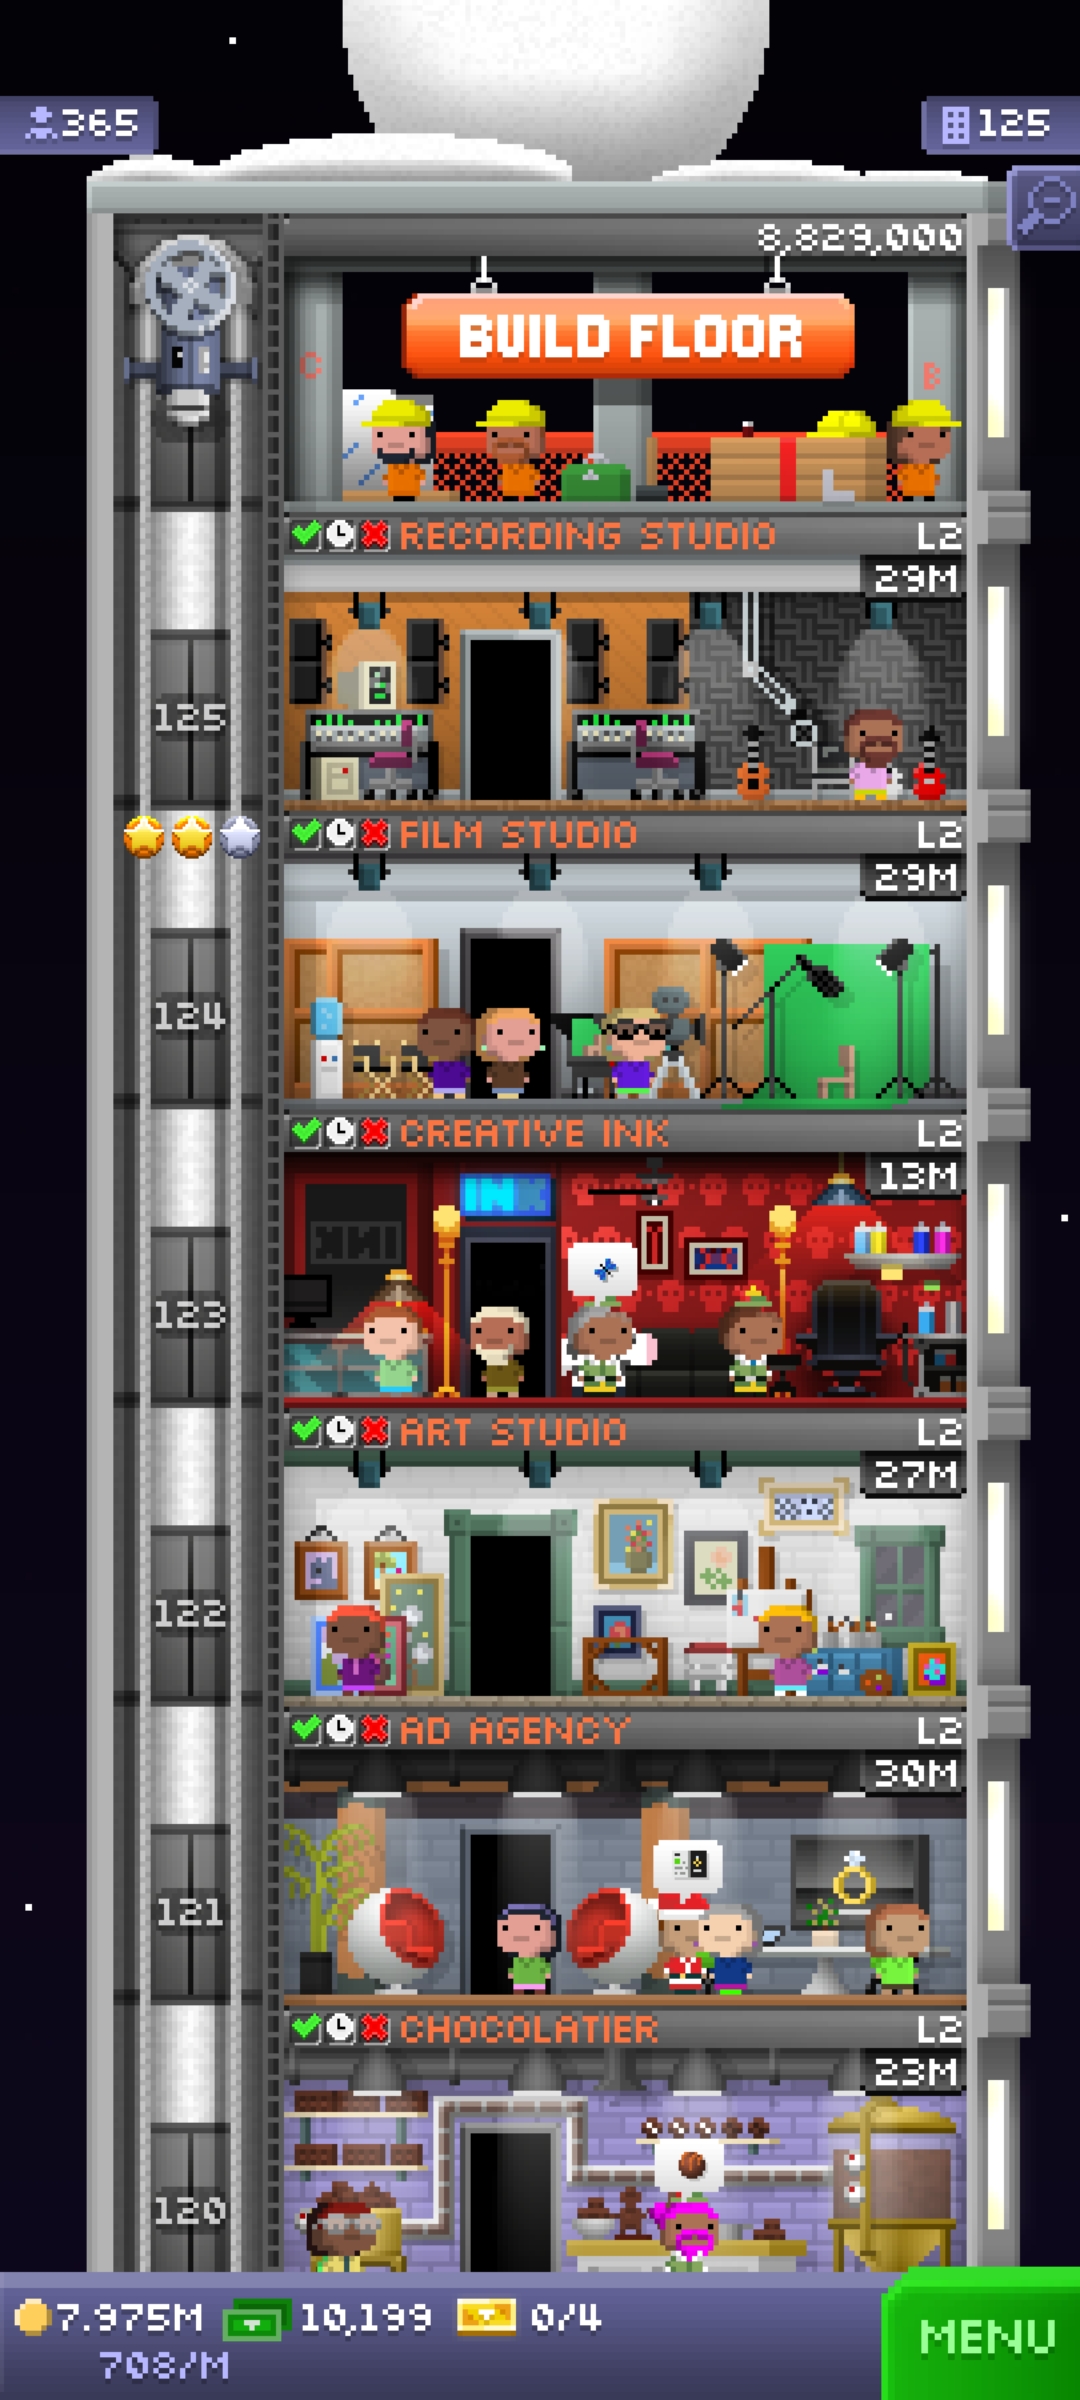 365
125
8,829,000
BUILD FLOOR
C
B
RECORDING STUDIO L2
29M
125
FILM STUDIO L2
29M
124
CREATIVE INK L2
13M
INK
INK
123
ART STUDIO L2
27M
122
AD AGENCY L2
30M
121
CHOCOLATIER L2
23M
120
7.975M 10,199 0/4
MENU
708/M